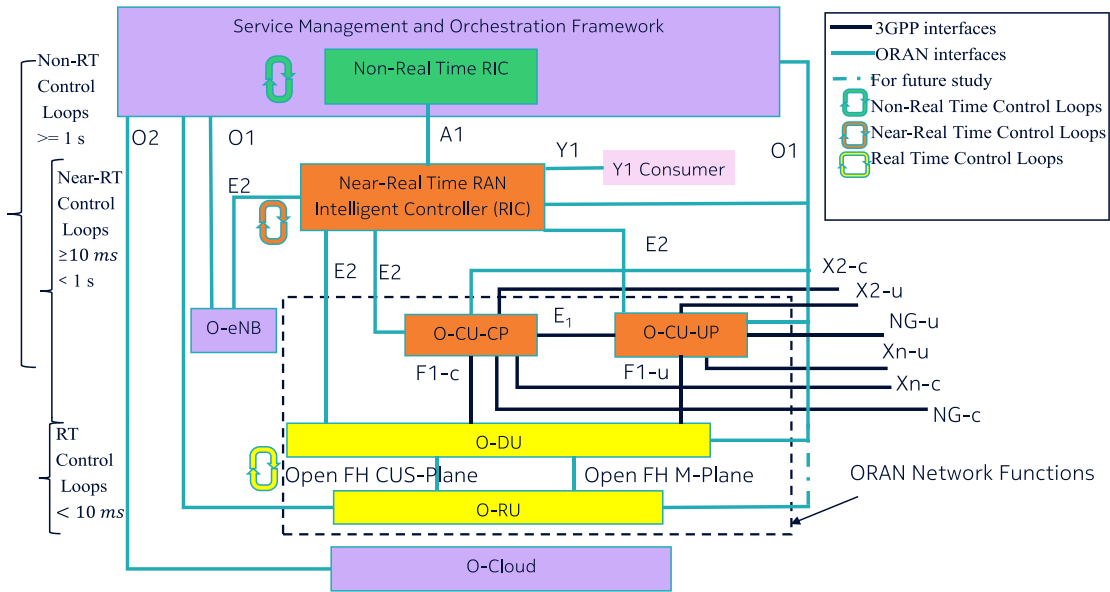 Service Management and Orchestration Framework
Non-Real Time RIC
3GPP interfaces
ORAN interfaces
For future study
Non-Real Time Control Loops
Near-Real Time Control Loops
Real Time Control Loops
Non-RT
Control
Loops
>= 1 s
O2
O1
A1
Y1
O1
Y1 Consumer
Near-RT
Control
Loops
≥10 ms
< 1 s
E2
Near-Real Time RAN
Intelligent Controller (RIC)
E2
E2
E2
X2-c
X2-u
NG-u
Xn-u
Xn-c
NG-c
O-eNB
O-CU-CP
E₁
O-CU-UP
F1-c
F1-u
RT
Control
Loops
< 10 ms
O-DU
Open FH CUS-Plane
Open FH M-Plane
ORAN Network Functions
O-RU
O-Cloud